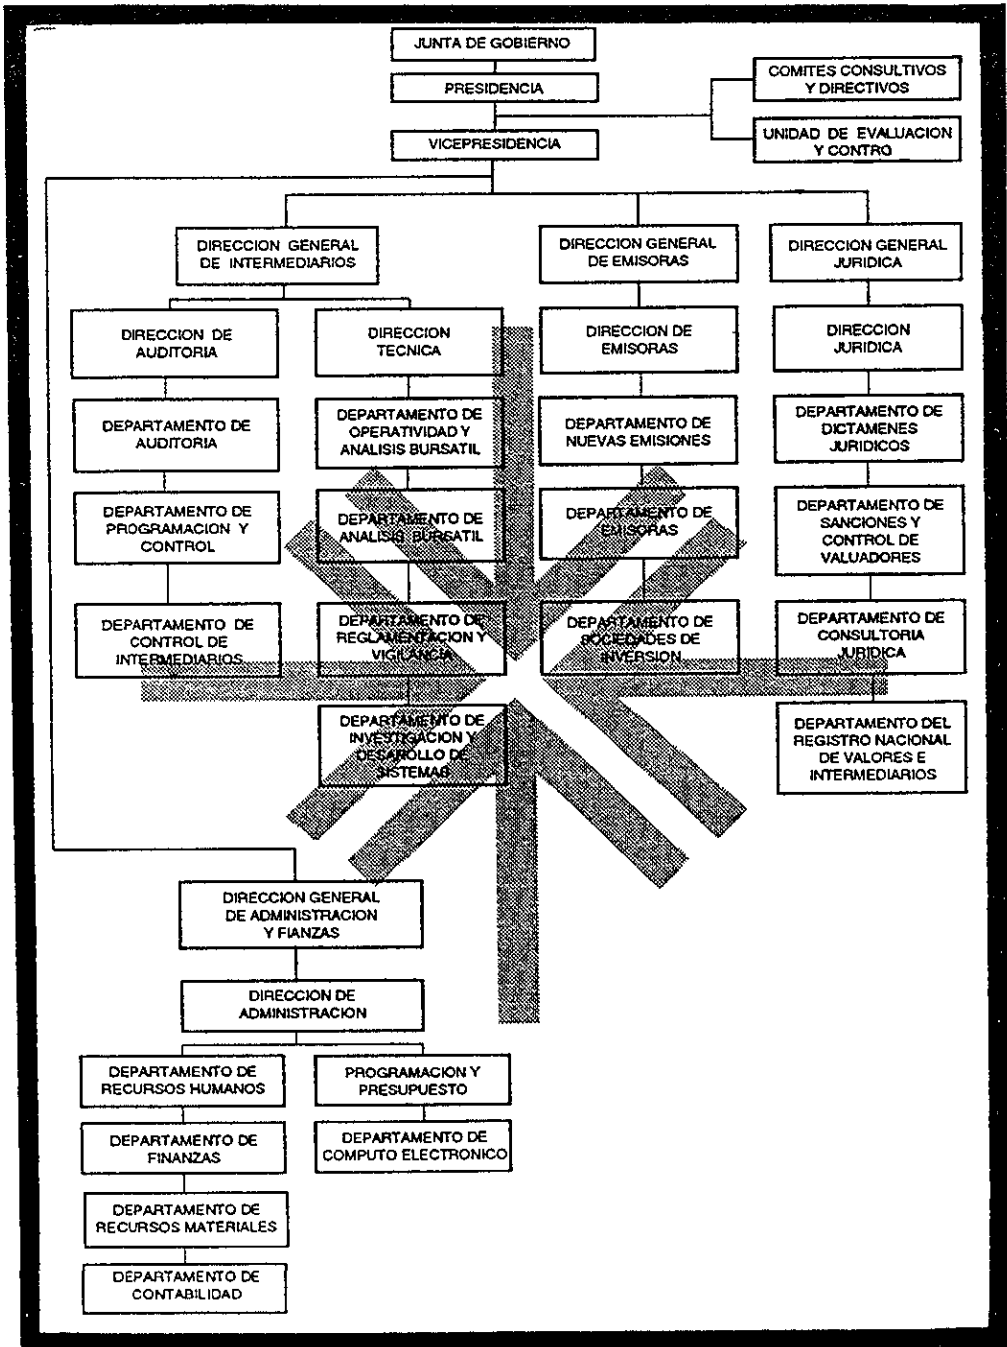 JUNTA DE GOBIERNO
PRESIDENCIA
COMITES CONSULTIVOS
Y DIRECTIVOS
VICEPRESIDENCIA
UNIDAD DE EVALUACION
Y CONTRO
DIRECCION GENERAL
DE INTERMEDIARIOS
DIRECCION GENERAL
DE EMISORAS
DIRECCION GENERAL
JURIDICA
DIRECCION DE
AUDITORIA
DIRECCION
TECNICA
DIRECCION DE
EMISORAS
DIRECCION
JURIDICA
DEPARTAMENTO DE
AUDITORIA
DEPARTAMENTO DE
OPERATIVIDAD Y
ANALISIS BURSATIL
DEPARTAMENTO DE
NUEVAS EMISIONES
DEPARTAMENTO DE
DICTAMENES
JURIDICOS
DEPARTAMENTO DE
PROGRAMACION Y
CONTROL
DEPARTAMENTO DE
ANALISIS BURSATIL
DEPARTAMENTO DE
EMISORAS
DEPARTAMENTO DE
SANCIONES Y
CONTROL DE
VALUADORES
DEPARTAMENTO DE
CONTROL DE
INTERMEDIARIOS
DEPARTAMENTO DE
REGLAMENTACION Y
VIGILANCIA
DEPARTAMENTO DE
SOCIEDADES DE
INVERSION
DEPARTAMENTO
DE CONSULTORIA
JURIDICA
DEPARTAMENTO DE
INVESTIGACION Y
DESAROLLO DE
SISTEMAS
DEPARTAMENTO DEL
REGISTRO NACIONAL
DE VALORES E
INTERMEDIARIOS
DIRECCION GENERAL
DE ADMINISTRACION
Y FIANZAS
DIRECCION DE
ADMINISTRACION
DEPARTAMENTO DE
RECURSOS HUMANOS
PROGRAMACION Y
PRESUPUESTO
DEPARTAMENTO DE
FINANZAS
DEPARTAMENTO DE
COMPUTO ELECTRONICO
DEPARTAMENTO DE
RECURSOS MATERIALES
DEPARTAMENTO DE
CONTABILIDAD